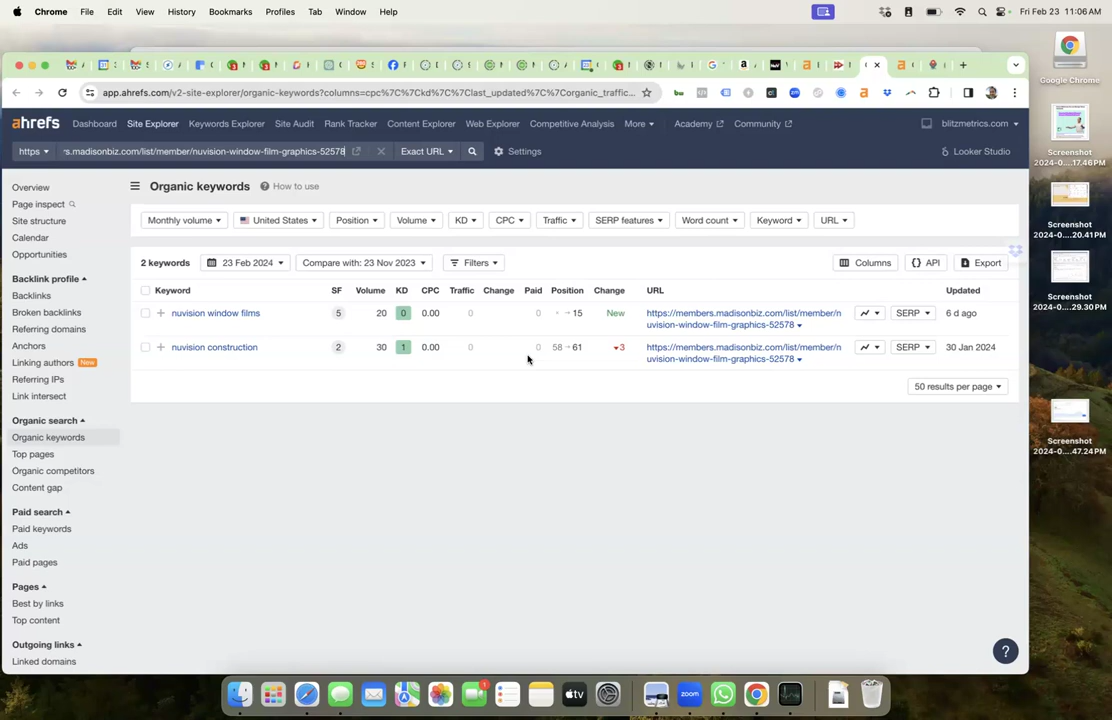 Chrome File Edit View History Bookmarks Profiles Tab Window Help Fri Feb 23 11:06 AM
app.ahrefs.com/v2-site-explorer/organic-keywords?columns=cpc%7C%7Ckd%7C%7Clast_updated%7C%7Corganic_traffic...
ahrefs Dashboard Site Explorer Keywords Explorer Site Audit Rank Tracker Content Explorer Web Explorer Competitive Analysis More Academy Community blitzmetrics.com
https rs.madisonbiz.com/list/member/nuvision-window-film-graphics-52578 Exact URL Settings Looker Studio
Overview
Page inspect
Site structure
Calendar
Opportunities
Backlink profile
Backlinks
Broken backlinks
Referring domains
Anchors
Linking authors New
Referring IPs
Link intersect
Organic search
Organic keywords
Top pages
Organic competitors
Content gap
Paid search
Paid keywords
Ads
Paid pages
Pages
Best by links
Top content
Outgoing links
Linked domains
Organic keywords How to use
Monthly volume United States Position Volume KD CPC Traffic SERP features Word count Keyword URL
2 keywords 23 Feb 2024 Compare with: 23 Nov 2023 Filters Columns API Export
Keyword SF Volume KD CPC Traffic Change Paid Position Change URL Updated
nuvision window films 5 20 0 0.00 0 0 15 New https://members.madisonbiz.com/list/member/n SERP 6 d ago
uvision-window-film-graphics-52578
nuvision construction 2 30 1 0.00 0 0 58 → 61 3 https://members.madisonbiz.com/list/member/n SERP 30 Jan 2024
uvision-window-film-graphics-52578
50 results per page
?
Google Chrome
Screenshot
2024-0....17.46 PM
Screenshot
2024-0....20.41 PM
Screenshot
2024-0....29.30 PM
Screenshot
2024-0....47.24 PM
1
tv
zoom